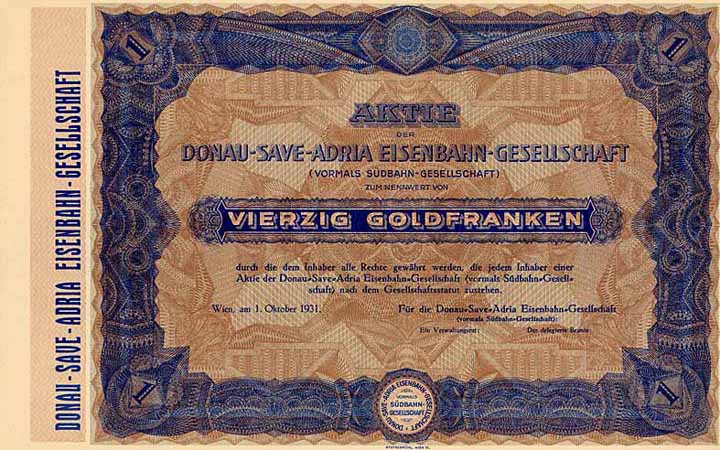 DONAU-SAVE-ADRIA EISENBAHN-GESELLSCHAFT
1
1
AKTIE
DER
DONAU-SAVE-ADRIA EISENBAHN-GESELLSCHAFT
(VORMALS SÜDBAHN-GESELLSCHAFT)
ZUM NENNWERT VON
VIERZIG GOLDFRANKEN
durch die dem Inhaber alle Rechte gewährt werden, die jedem Inhaber einer
Aktie der Donau-Save-Adria Eisenbahn-Gesellschaft (vormals Südbahn-Gesell-
schaft) nach dem Gesellschaftsstatut zustehen.
Wien, am 1. Oktober 1931.
Für die Donau-Save-Adria Eisenbahn-Gesellschaft
(vormals Südbahn-Gesellschaft):
Ein Verwaltungsrat:
Der delegierte Beamte:
1
1
DONAU-SAVE-ADRIA EISENBAHN-GESELLSCHAFT
VORMALS
SÜDBAHN-
GESELLSCHAFT